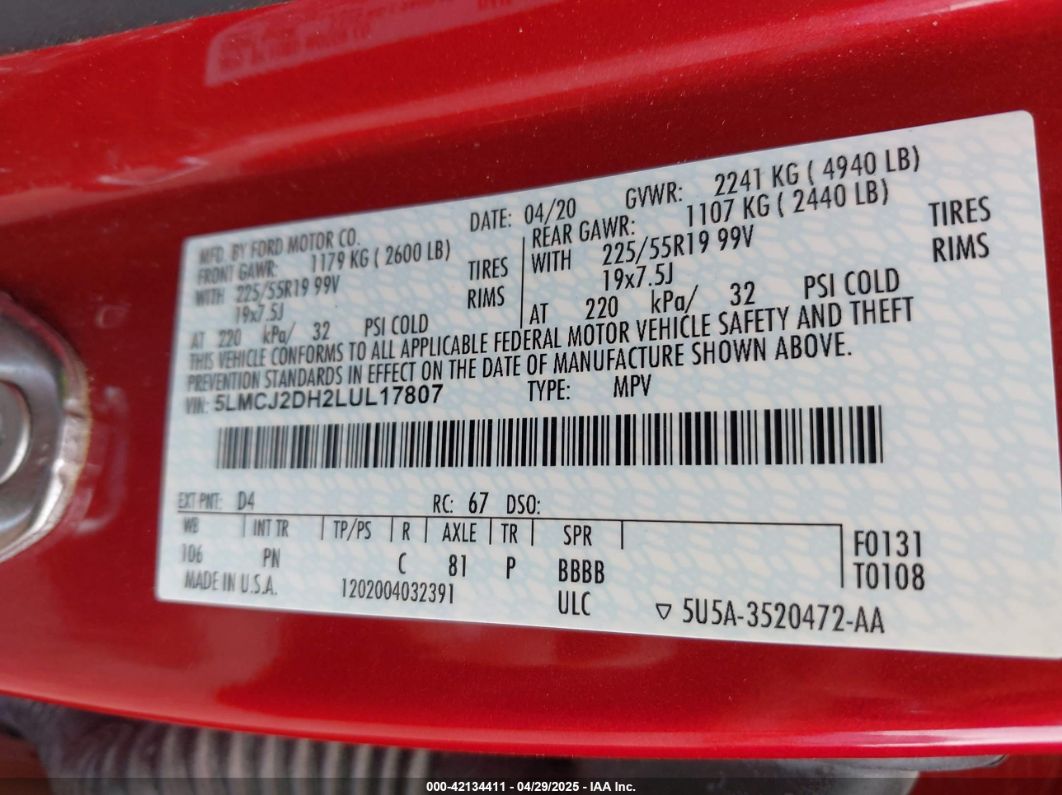 MFD. BY FORD MOTOR CO.
DATE: 04/20
GVWR: 2241 KG ( 4940 LB)
FRONT GAWR: 1179 KG ( 2600 LB)
REAR GAWR: 1107 KG ( 2440 LB)
WITH 225/55R19 99V TIRES
WITH 225/55R19 99V TIRES
19x7.5J RIMS
19x7.5J RIMS
AT 220 kPa/ 32 PSI COLD
AT 220 kPa/ 32 PSI COLD
THIS VEHICLE CONFORMS TO ALL APPLICABLE FEDERAL MOTOR VEHICLE SAFETY AND THEFT
PREVENTION STANDARDS IN EFFECT ON THE DATE OF MANUFACTURE SHOWN ABOVE.
VIN: 5LMCJ2DH2LUL17807 TYPE: MPV
EXT PNT: D4 RC: 67 DSO:
WB INT TR TP/PS R AXLE TR SPR
106 PN C 81 P BBBB
F0131
T0108
MADE IN U.S.A. 1202004032391 ULC ▽ 5U5A-3520472-AA
000-42134411 - 04/29/2025 - IAA Inc.